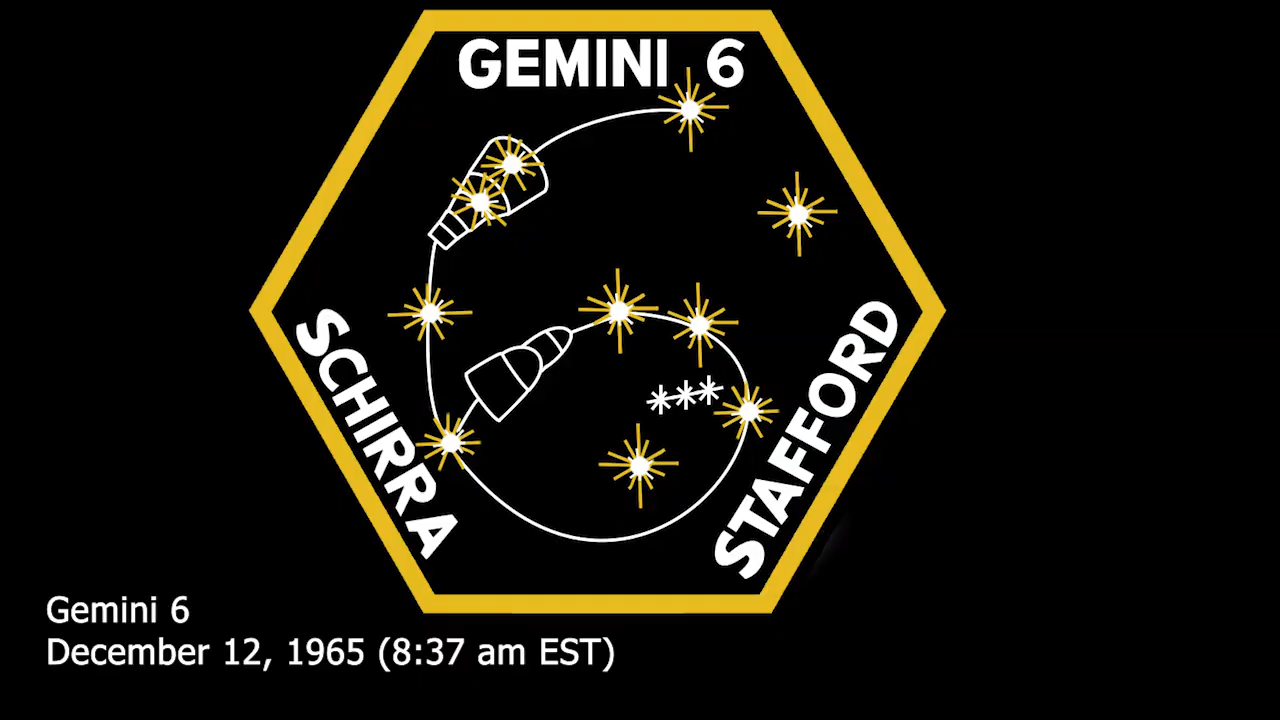 GEMINI 6
SCHIRRA
STAFFORD
Gemini 6
December 12, 1965 (8:37 am EST)